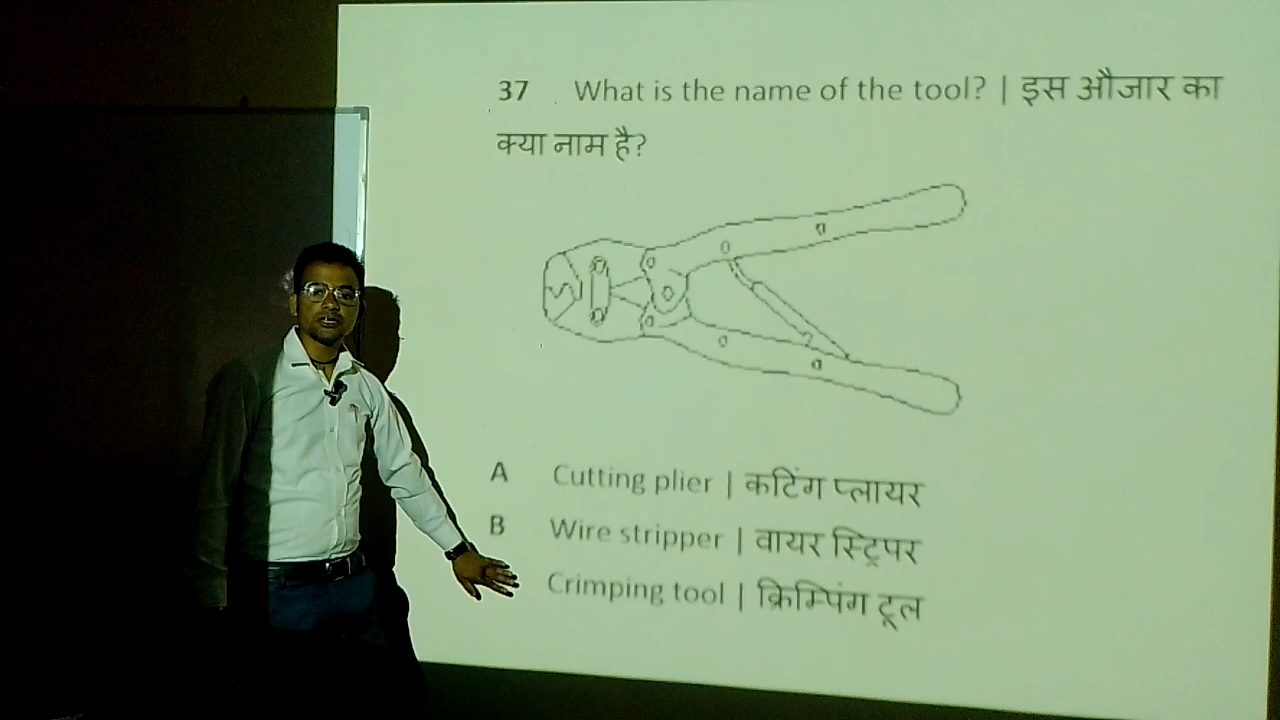 37 What is the name of the tool? | इस औजार का
क्या नाम है?
A Cutting plier | कटिंग प्लायर
B Wire stripper | वायर स्ट्रिपर
Crimping tool | क्रिम्पिंग टूल